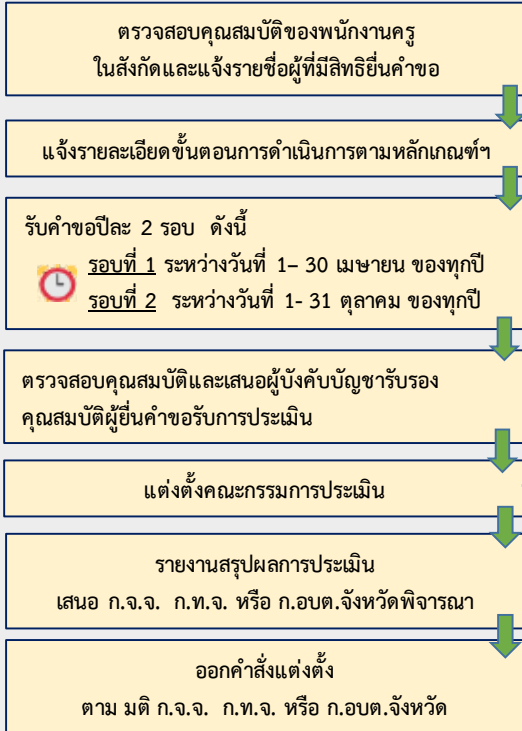 ตรวจสอบคุณสมบัติของพนักงานครู
ในสังกัดและแจ้งรายชื่อผู้ที่มีสิทธิยื่นคำขอ
แจ้งรายละเอียดขั้นตอนการดำเนินการตามหลักเกณฑ์ฯ
รับคำขอปีละ 2 รอบ ดังนี้
รอบที่ 1 ระหว่างวันที่ 1– 30 เมษายน ของทุกปี
รอบที่ 2 ระหว่างวันที่ 1- 31 ตุลาคม ของทุกปี
ตรวจสอบคุณสมบัติและเสนอผู้บังคับบัญชารับรอง
คุณสมบัติผู้ยื่นคำขอรับการประเมิน
แต่งตั้งคณะกรรมการประเมิน
รายงานสรุปผลการประเมิน
เสนอ ก.จ.จ. ก.ท.จ. หรือ ก.อบต.จังหวัดพิจารณา
ออกคำสั่งแต่งตั้ง
ตาม มติ ก.จ.จ. ก.ท.จ. หรือ ก.อบต.จังหวัด